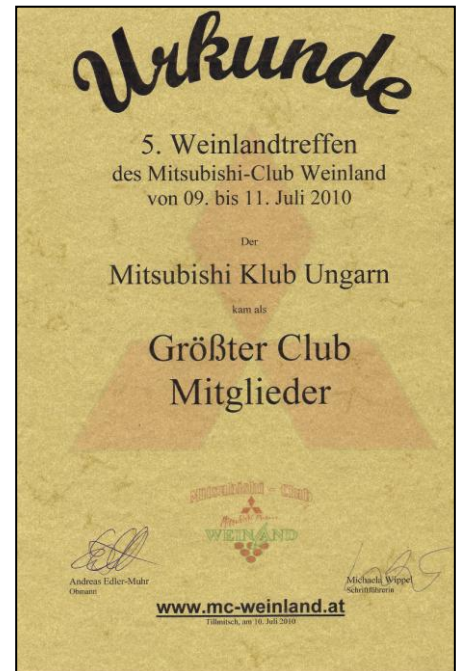 Urkunde
5. Weinlandtreffen
des Mitsubishi-Club Weinland
von 09. bis 11. Juli 2010
Der
Mitsubishi Klub Ungarn
kam als
Größter Club
Mitglieder
Mitsubishi - Club
WEINLAND
Andreas Edler-Muhr
Obmann
Michaela Wippel
Schriftführerin
www.mc-weinland.at
Tillmitsch, am 10. Juli 2010